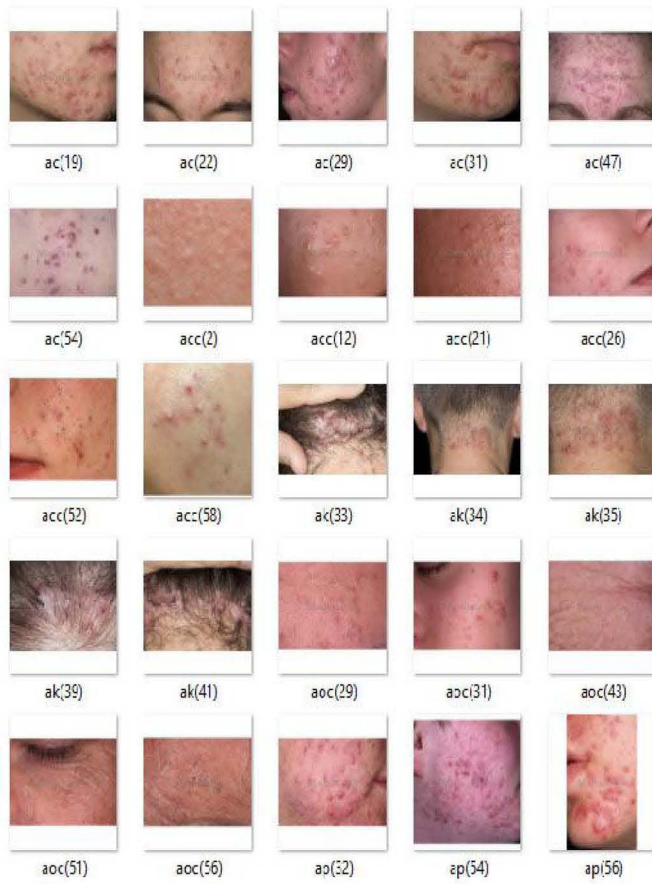 ac(19) ac(22) ac(29) ac(31) ac(47)
ac(54) acc(2) acc(12) acc(21) acc(26)
acc(52) acc(58) ak(33) ak(34) ak(35)
ak(39) ak(41) aoc(29) aoc(31) aoc(43)
aoc(51) aoc(56) ap(32) ap(54) ap(56)